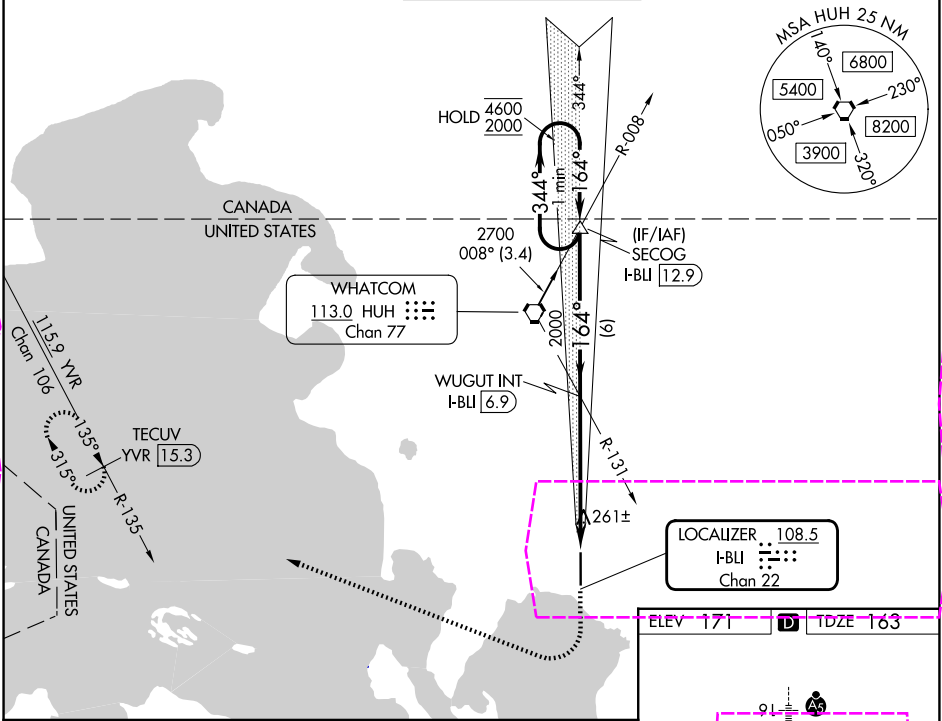 MSA HUH 25 NM
140°
6800
5400
230°
050°
8200
3900
320°
HOLD 4600
2000
344°
R-008
344°
1 min
164°
CANADA
UNITED STATES
2700
008° (3.4)
(IF/IAF)
SECOG
I-BLI 12.9
WHATCOM
113.0 HUH
Chan 77
2000
164°
(6)
115.9 YVR
Chan 106
WUGUT INT
I-BLI 6.9
135°
TECUV
YVR 15.3
315°
R-135
R-131
UNITED STATES
CANADA
261±
LOCALIZER 108.5
I-BLI
Chan 22
ELEV 171
D
TDZE 163
16
A5